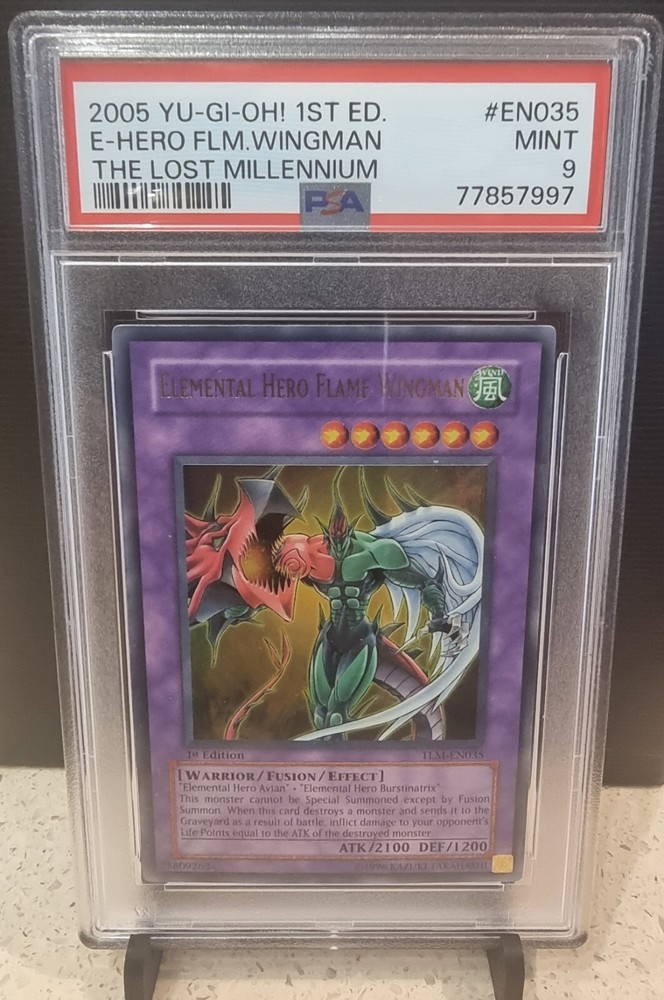 2005 YU-GI-OH! 1ST ED. #EN035
E-HERO FLM.WINGMAN MINT
THE LOST MILLENNIUM 9
PSA 77857997
ELEMENTAL HERO FLAME WINGMAN
WIND
風
1st Edition TLM-EN035
[WARRIOR/FUSION/EFFECT]
"Elemental Hero Avian" • "Elemental Hero Burstinatrix"
This monster cannot be Special Summoned except by Fusion
Summon. When this card destroys a monster and sends it to the
Graveyard as a result of battle, inflict damage to your opponent's
Life Points equal to the ATK of the destroyed monster.
ATK/2100 DEF/1200
©1996 KAZUKI TAKAHASHI